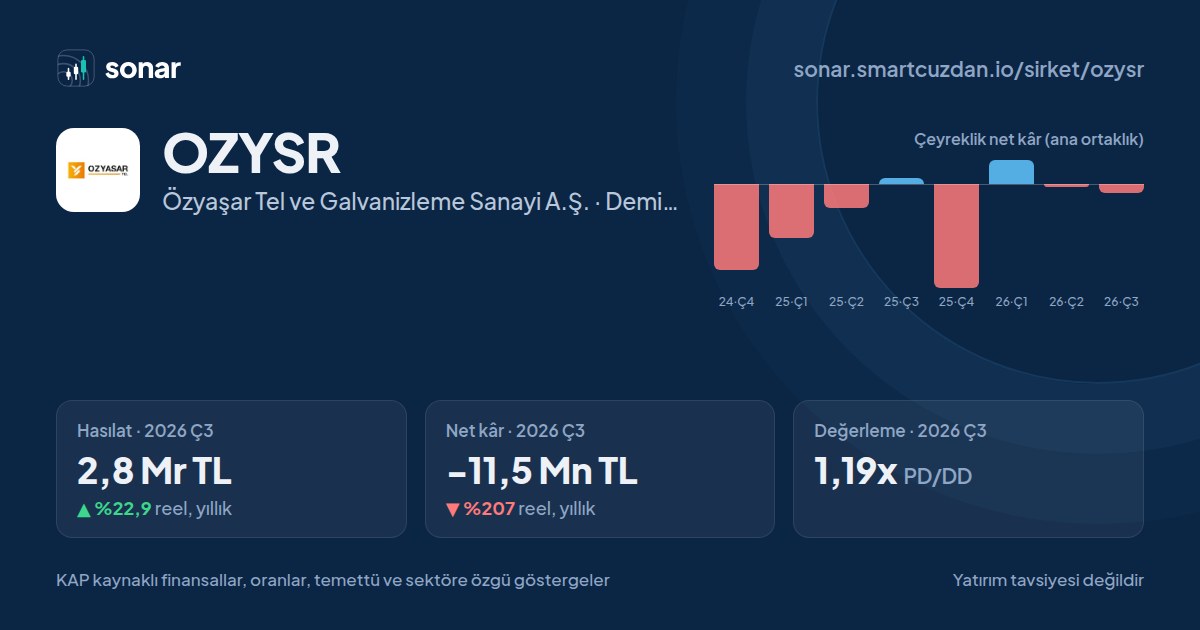 sonar
sonar.smartcuzdan.io/sirket/ozysr
OZYAŞAR
TEL
OZYSR
Özyaşar Tel ve Galvanizleme Sanayi A.Ş. · Demi...
Çeyreklik net kâr (ana ortaklık)
24·Ç4 25·Ç1 25·Ç2 25·Ç3 25·Ç4 26·Ç1 26·Ç2 26·Ç3
Hasılat · 2026 Ç3
2,8 Mr TL
▲ %22,9 reel, yıllık
Net kâr · 2026 Ç3
−11,5 Mn TL
▼ %207 reel, yıllık
Değerleme · 2026 Ç3
1,19x PD/DD
KAP kaynaklı finansallar, oranlar, temettü ve sektöre özgü göstergeler
Yatırım tavsiyesi değildir